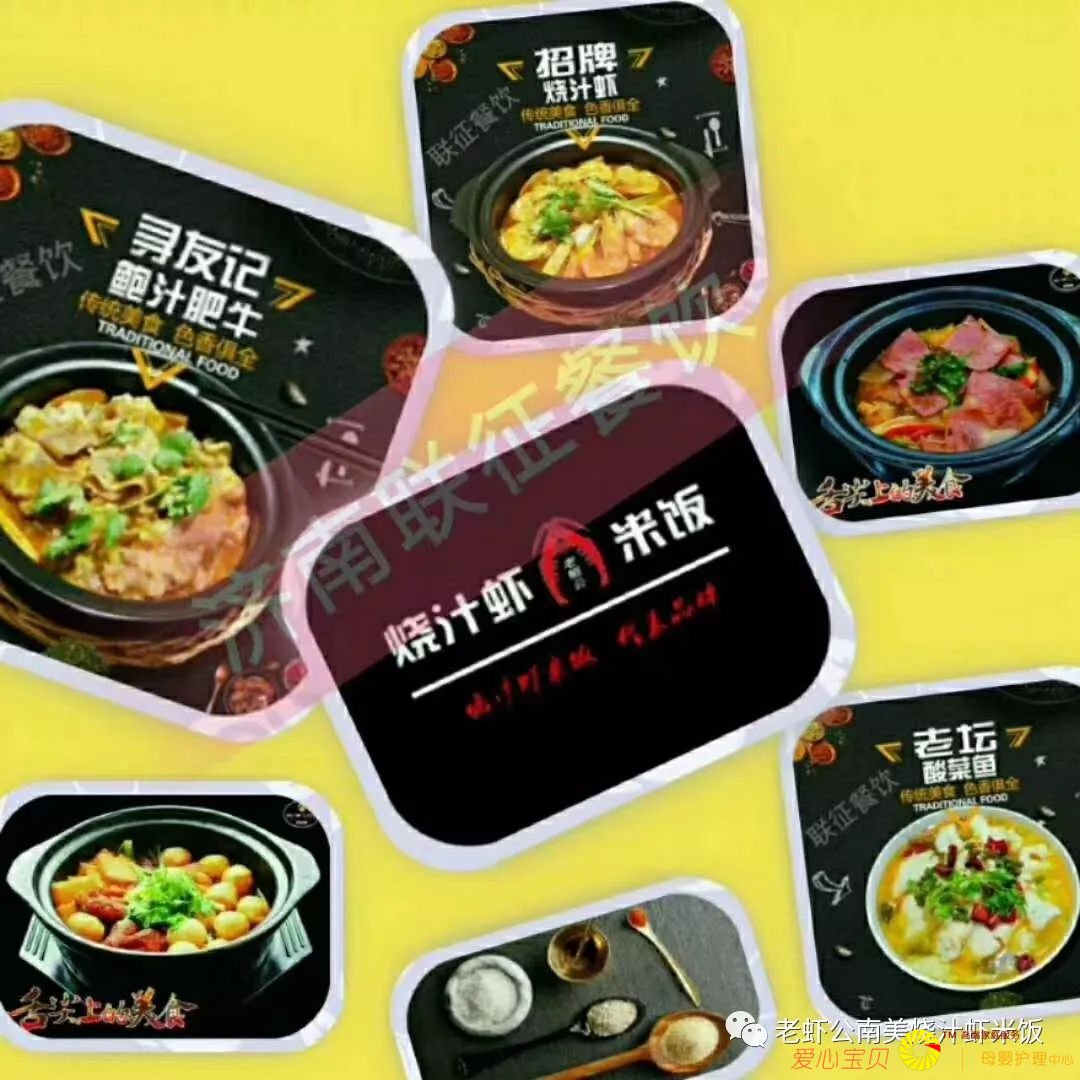 招牌
烧汁虾
传统美食 色香俱全
TRADITIONAL FOOD
联征餐饮
寻友记
鲍汁肥牛
传统美食 色香俱全
TRADITIONAL FOOD
餐饮
舌尖上的美食
济南联征餐饮
烧汁虾 老虾公 米饭
老坛
酸菜鱼
传统美食 色香俱全
TRADITIONAL FOOD
联征餐饮
舌尖上的美食
老虾公南美烧汁虾米饭
爱心宝贝
TM
母婴护理中心